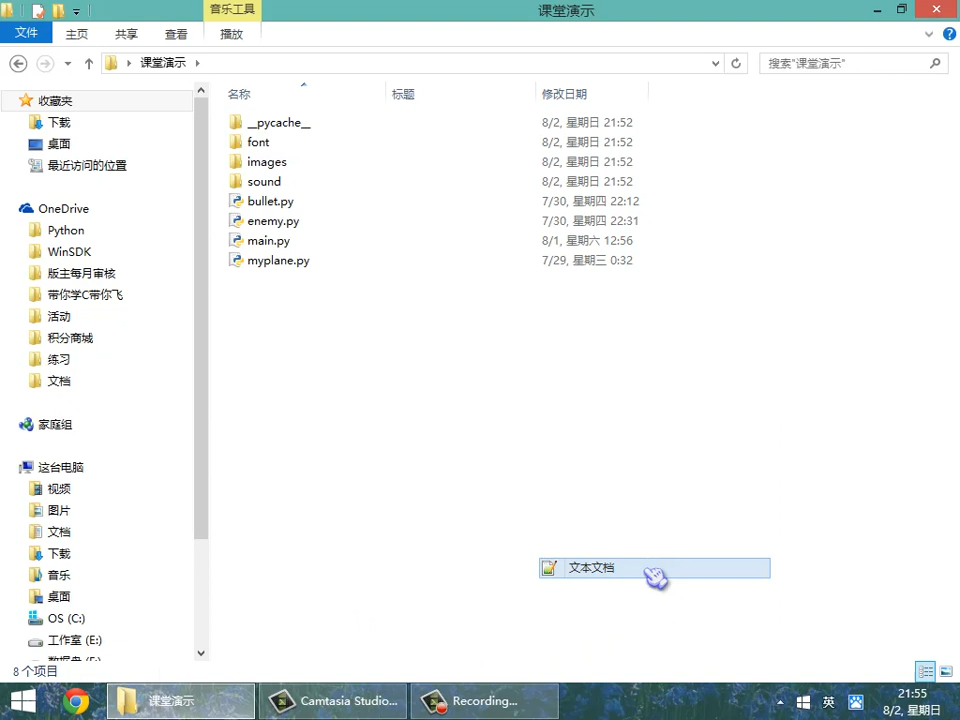 音乐工具
课堂演示
文件 主页 共享 查看 播放
课堂演示
搜索"课堂演示"
名称 标题 修改日期
收藏夹
下载
桌面
最近访问的位置
OneDrive
Python
WinSDK
版主每月审核
带你学C带你飞
活动
积分商城
练习
文档
家庭组
这台电脑
视频
图片
文档
下载
音乐
桌面
OS (C:)
工作室 (E:)
__pycache__ 8/2, 星期日 21:52
font 8/2, 星期日 21:52
images 8/2, 星期日 21:52
sound 8/2, 星期日 21:52
bullet.py 7/30, 星期四 22:12
enemy.py 7/30, 星期四 22:31
main.py 8/1, 星期六 12:56
myplane.py 7/29, 星期三 0:32
文本文档
8 个项目
课堂演示
Camtasia Studio...
Recording...
英
21:55
8/2, 星期日